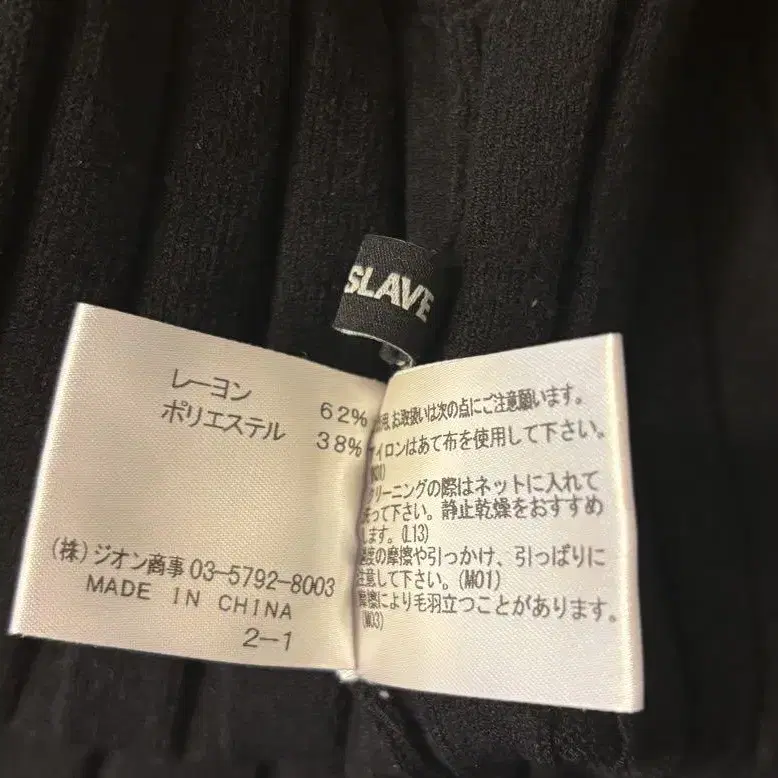 SLAVE
レーヨン 62%
ポリエステル 38%
(株)ジオン商事 03-5792-8003
MADE IN CHINA
2-1
お取扱いは次の点にご注意願います。
イロンはあて布を使用して下さい。
リーニングの際はネットに入れて
って下さい。静止乾燥をおすすめ
します。(L13)
度の摩擦や引っかけ、引っぱりに
注意して下さい。(M01)
摩擦により毛羽立つことがあります。
(M03)